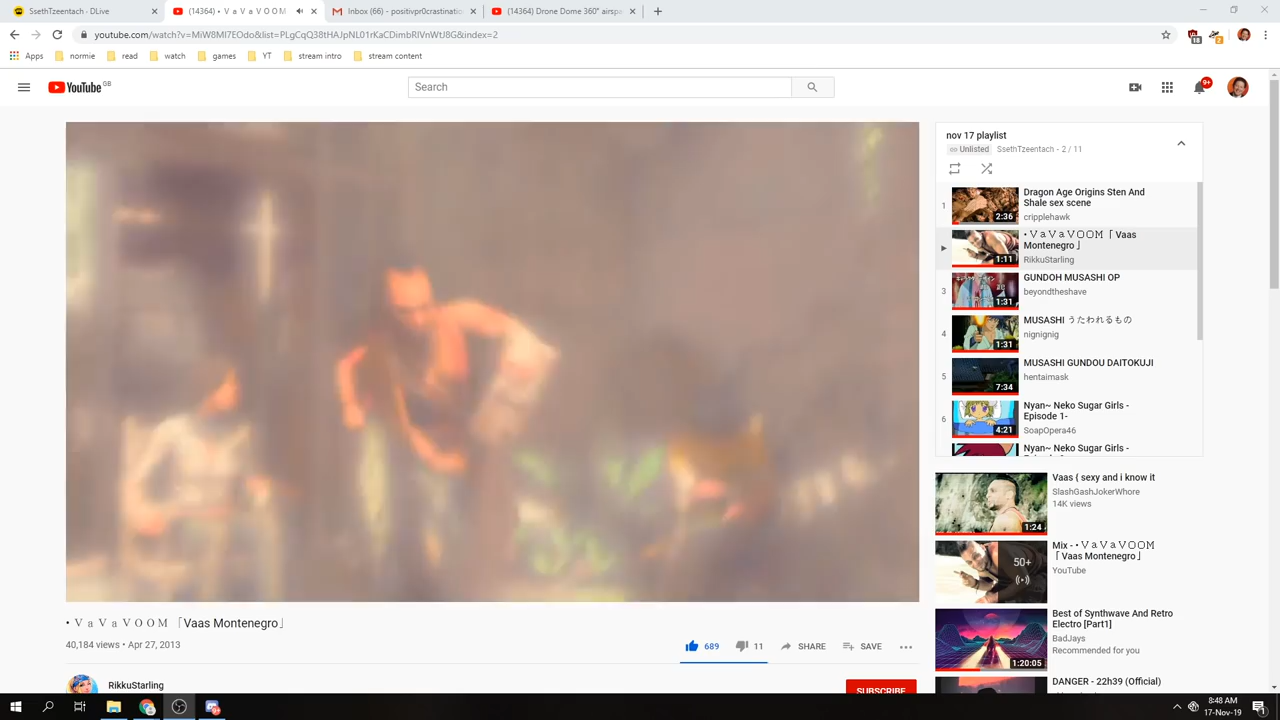 SsethTzeentach - DLive
(14364) • V a V a V O O M
Inbox (66) - positivpr0crastination
(14364) Drone Dome 360° airspa
youtube.com/watch?v=MiW8MI7EOdo&list=PLgCqQ38tHAJpNL01rKaCDimbRIVnWtJ8G&index=2
18
2
Apps
normie
read
watch
games
YT
stream intro
stream content
YouTube GB
Search
9+
nov 17 playlist
Unlisted SsethTzeentach - 2 / 11
1
Dragon Age Origins Sten And
Shale sex scene
cripplehawk
2:36
• V a V a V O O M 「 Vaas
Montenegro 」
RikkuStarling
1:11
3
GUNDOH MUSASHI OP
beyondtheshave
1:31
4
MUSASHI うたわれるもの
nignignig
1:31
5
MUSASHI GUNDOU DAITOKUJI
hentaimask
7:34
6
Nyan~ Neko Sugar Girls -
Episode 1-
SoapOpera46
4:21
Nyan~ Neko Sugar Girls -
Vaas { sexy and i know it
SlashGashJokerWhore
14K views
1:24
Mix - • V a V a V O O M
「Vaas Montenegro」
YouTube
50+
Best of Synthwave And Retro
Electro [Part1]
BadJays
Recommended for you
1:20:05
DANGER - 22h39 (Official)
• V a V a V O O M 「Vaas Montenegro」
40,184 views • Apr 27, 2013
689
11
SHARE
SAVE
RikkuStarling
SUBSCRIBE
8:48 AM
17-Nov-19
1